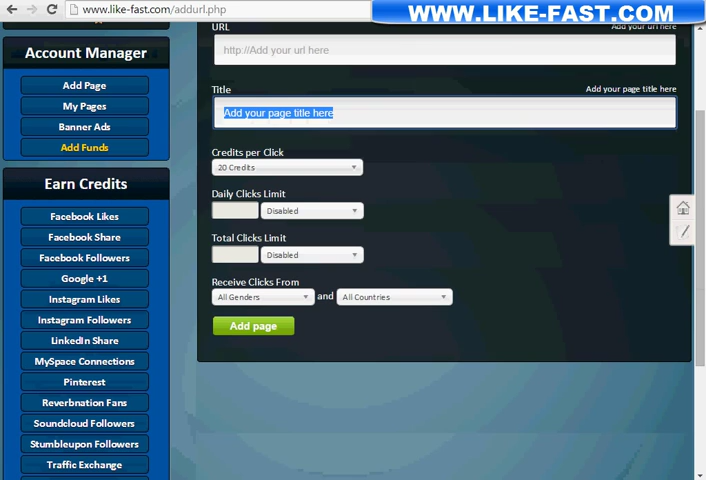 www.like-fast.com/addurl.php
WWW.LIKE-FAST.COM
Account Manager
Add Page
My Pages
Banner Ads
Add Funds
Earn Credits
Facebook Likes
Facebook Share
Facebook Followers
Google +1
Instagram Likes
Instagram Followers
LinkedIn Share
MySpace Connections
Pinterest
Reverbnation Fans
Soundcloud Followers
Stumbleupon Followers
Traffic Exchange
URL
Add your url here
http://Add your url here
Title
Add your page title here
Add your page title here
Credits per Click
20 Credits
Daily Clicks Limit
Disabled
Total Clicks Limit
Disabled
Receive Clicks From
All Genders and All Countries
Add page